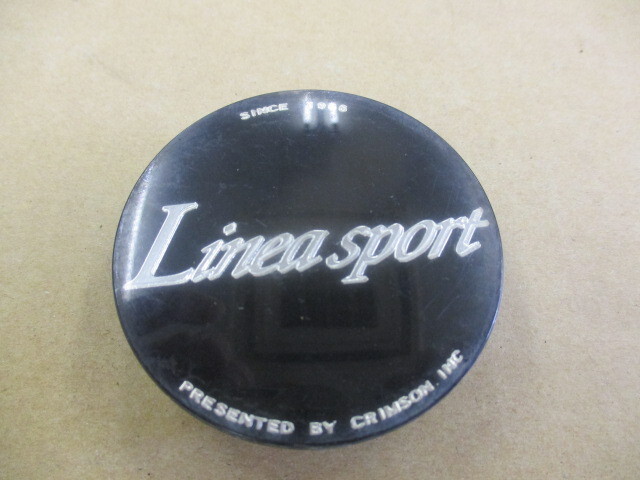 SINCE
Linea sport
PRESENTED BY CRIMSON. INC